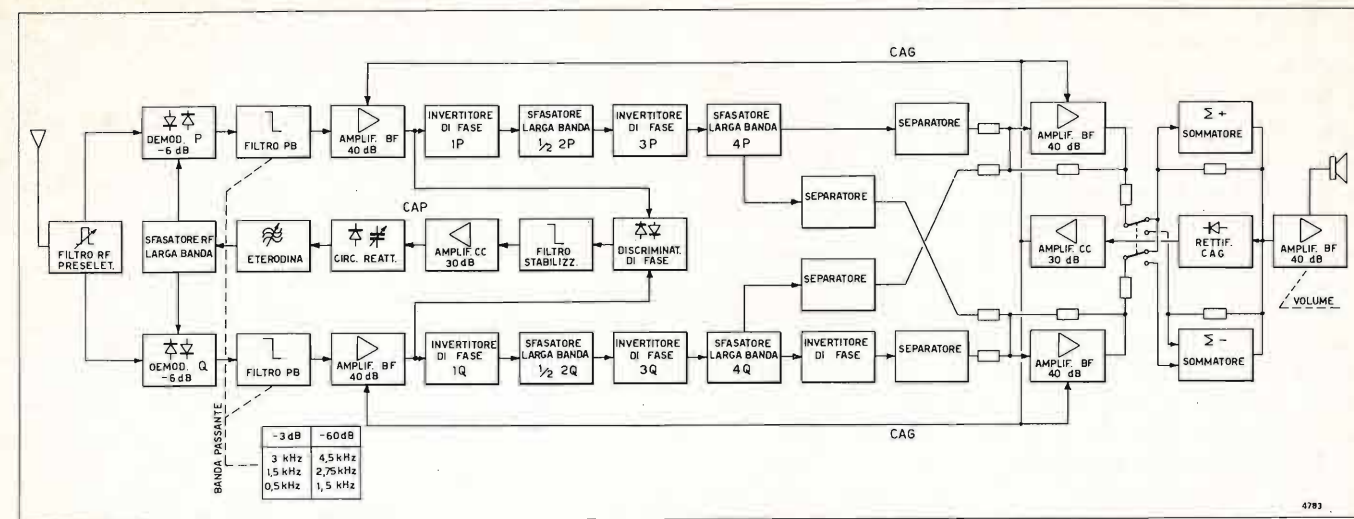 CAG
DEMOD. P
-6 dB
FILTRO PB
AMPLIF. BF
40 dB
INVERTITORE
DI FASE
1P
SFASATORE
LARGA BANDA
1/2 2P
INVERTITORE
DI FASE
3P
SFASATORE
LARGA BANDA
4P
SEPARATORE
AMPLIF. BF
40 dB
Σ +
SOMMATORE
SEPARATORE
CAP
FILTRO RF
PRESELET.
SFASATORE RF
LARGA BANDA
ETERODINA
CIRC. REATT.
AMPLIF. CC
30 dB
FILTRO
STABILIZZ.
DISCRIMINAT.
DI FASE
SEPARATORE
AMPLIF. CC
30 dB
RETTIF.
CAG
AMPLIF. BF
40 dB
VOLUME
DEMOD. Q
-6 dB
FILTRO PB
AMPLIF. BF
40 dB
INVERTITORE
DI FASE
1Q
SFASATORE
LARGA BANDA
1/2 2Q
INVERTITORE
DI FASE
3Q
SFASATORE
LARGA BANDA
4Q
INVERTITORE
DI FASE
SEPARATORE
AMPLIF. BF
40 dB
Σ -
SOMMATORE
CAG
BANDA PASSANTE
-3 dB -60 dB
3 kHz 4,5 kHz
1,5 kHz 2,75 kHz
0,5 kHz 1,5 kHz
4783